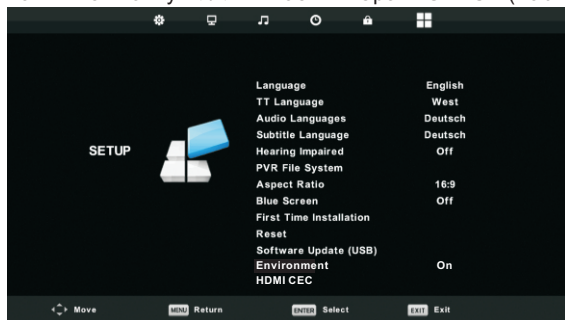 Language English
TT Language West
Audio Languages Deutsch
Subtitle Language Deutsch
SETUP
Hearing Impaired Off
PVR File System
Aspect Ratio 16:9
Blue Screen Off
First Time Installation
Reset
Software Update (USB)
Environment On
HDMI CEC
Move MENU Return ENTER Select EXIT Exit